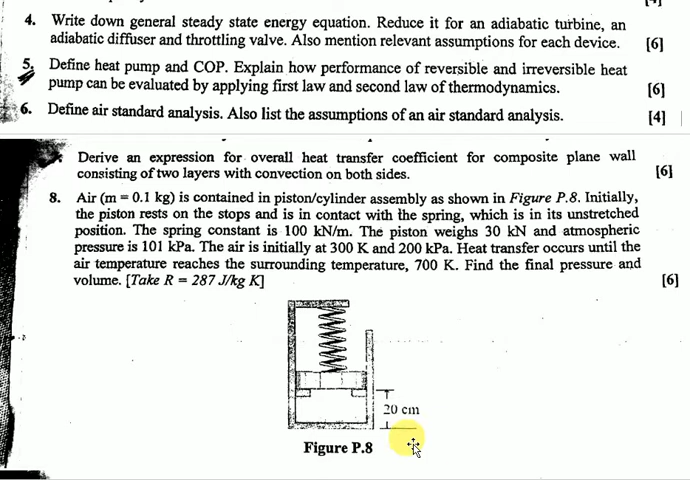 [4]
4. Write down general steady state energy equation. Reduce it for an adiabatic turbine, an
adiabatic diffuser and throttling valve. Also mention relevant assumptions for each device. [6]
5. Define heat pump and COP. Explain how performance of reversible and irreversible heat
pump can be evaluated by applying first law and second law of thermodynamics. [6]
6. Define air standard analysis. Also list the assumptions of an air standard analysis. [4]
Derive an expression for overall heat transfer coefficient for composite plane wall
consisting of two layers with convection on both sides. [6]
8. Air (m = 0.1 kg) is contained in piston/cylinder assembly as shown in Figure P.8. Initially,
the piston rests on the stops and is in contact with the spring, which is in its unstretched
position. The spring constant is 100 kN/m. The piston weighs 30 kN and atmospheric
pressure is 101 kPa. The air is initially at 300 K and 200 kPa. Heat transfer occurs until the
air temperature reaches the surrounding temperature, 700 K. Find the final pressure and
volume. [Take R = 287 J/kg K] [6]
20 cm
Figure P.8